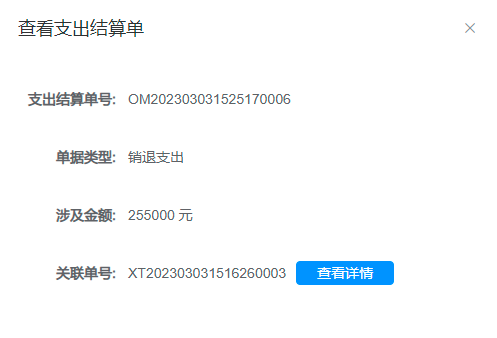 查看支出结算单
支出结算单号: OM202303031525170006
单据类型: 销退支出
涉及金额: 255000 元
关联单号: XT202303031516260003 查看详情